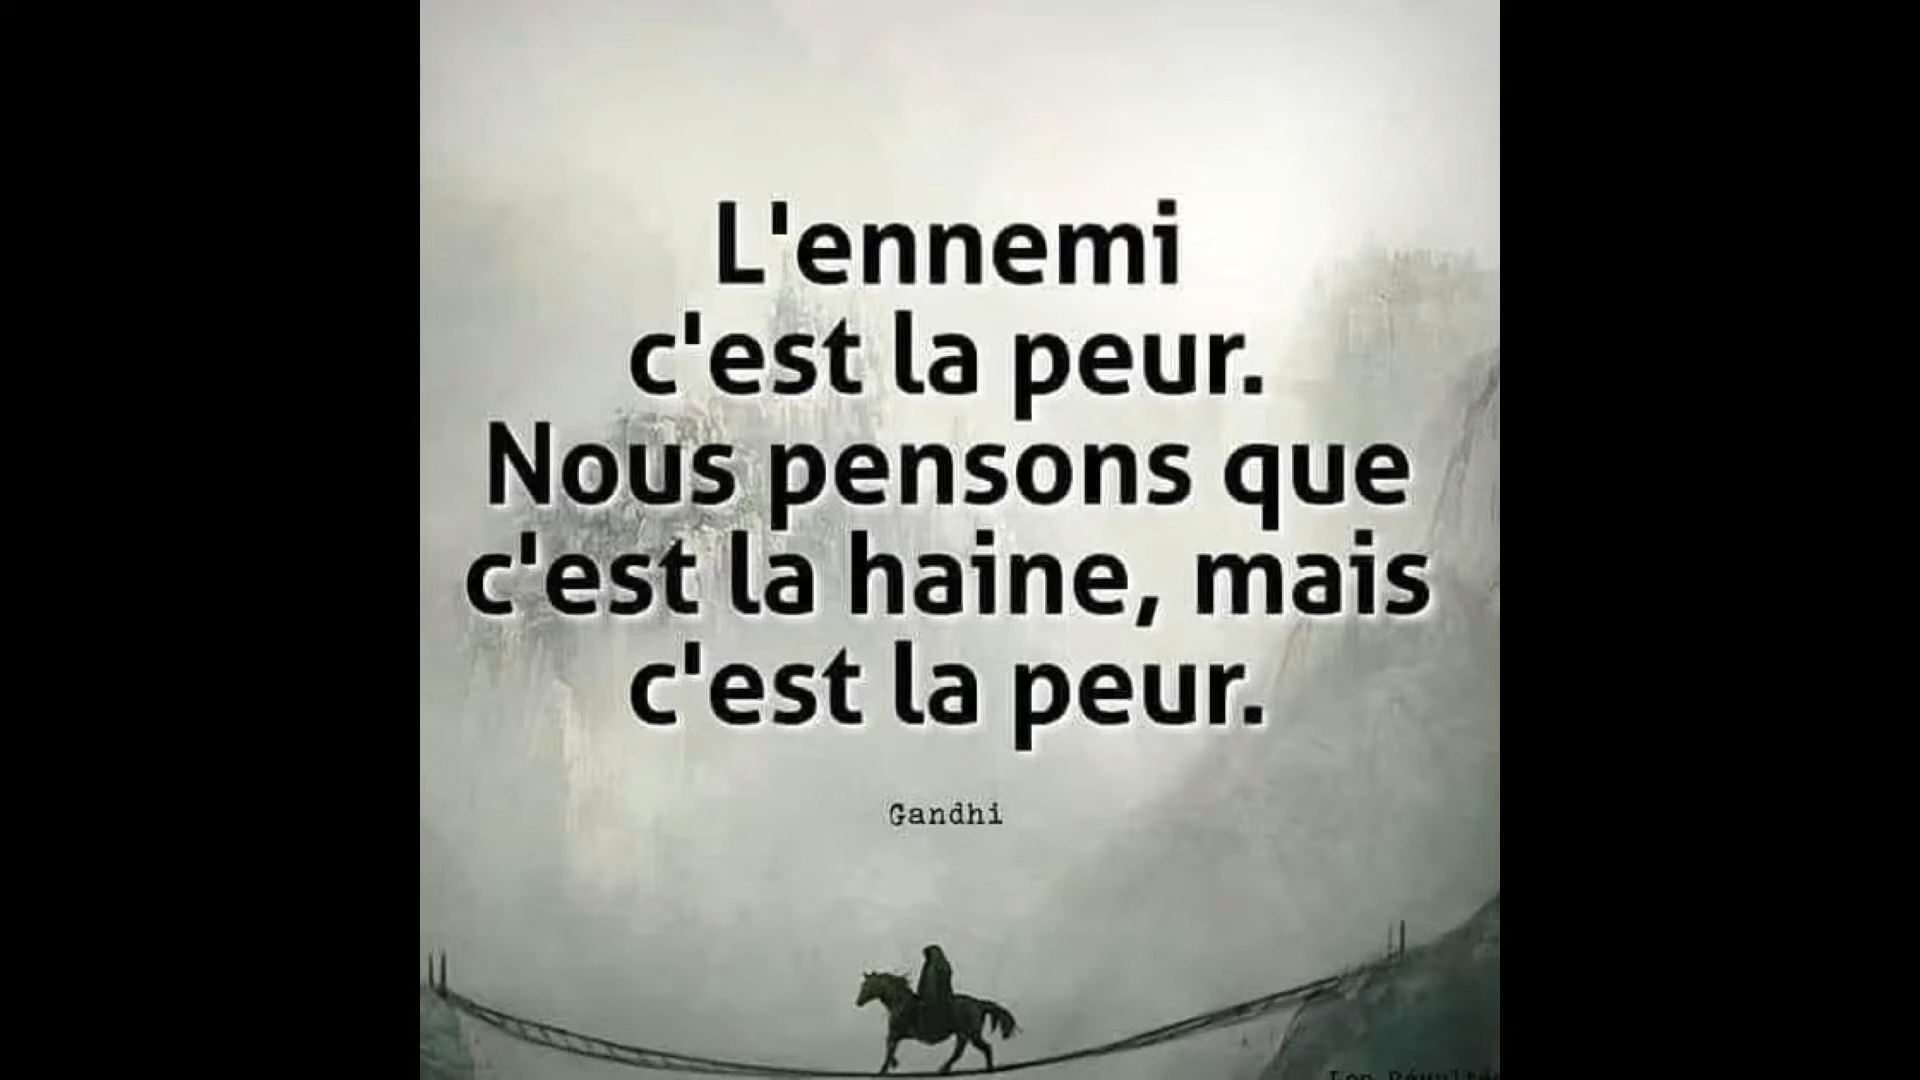 L'ennemi
c'est la peur.
Nous pensons que
c'est la haine, mais
c'est la peur.
Gandhi